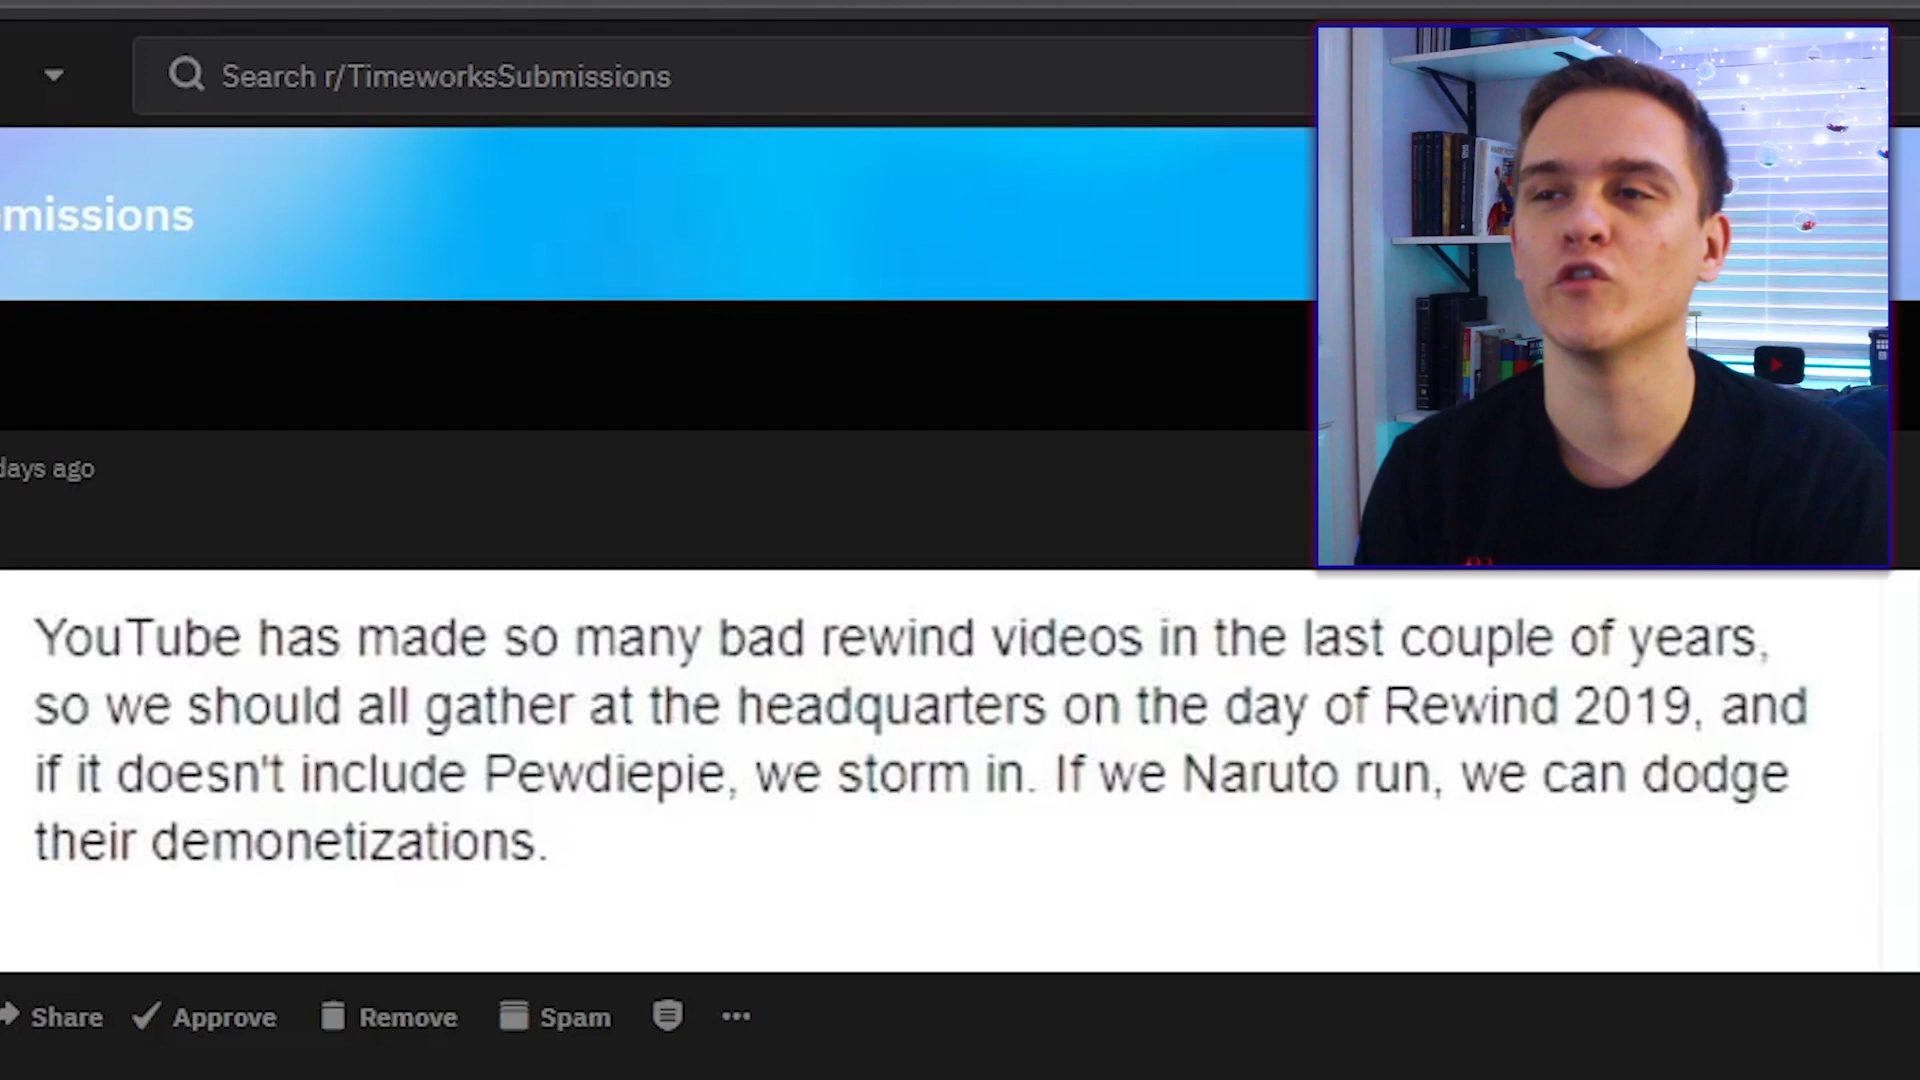 Search r/TimeworksSubmissions
missions
days ago
YouTube has made so many bad rewind videos in the last couple of years,
so we should all gather at the headquarters on the day of Rewind 2019, and
if it doesn't include Pewdiepie, we storm in. If we Naruto run, we can dodge
their demonetizations.
Share Approve Remove Spam